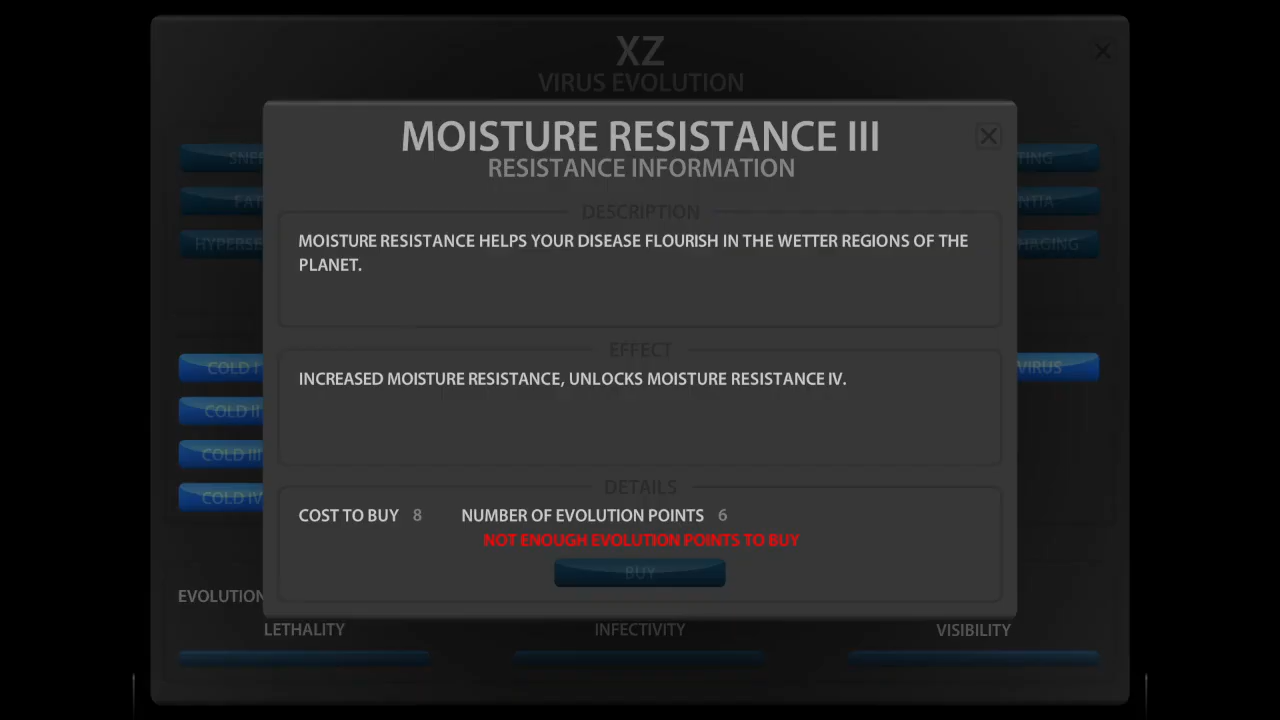 XZ
VIRUS EVOLUTION
MOISTURE RESISTANCE III
RESISTANCE INFORMATION
DESCRIPTION
MOISTURE RESISTANCE HELPS YOUR DISEASE FLOURISH IN THE WETTER REGIONS OF THE
PLANET.
EFFECT
INCREASED MOISTURE RESISTANCE, UNLOCKS MOISTURE RESISTANCE IV.
COLD I
VIRUS
COLD II
COLD III
COLD IV
DETAILS
COST TO BUY 8 NUMBER OF EVOLUTION POINTS 6
NOT ENOUGH EVOLUTION POINTS TO BUY
BUY
EVOLUTION
LETHALITY INFECTIVITY VISIBILITY